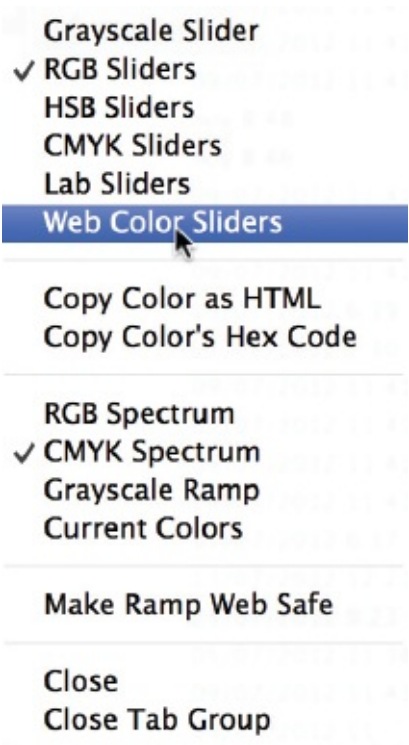 Grayscale Slider
✓ RGB Sliders
HSB Sliders
CMYK Sliders
Lab Sliders
Web Color Sliders
Copy Color as HTML
Copy Color's Hex Code
RGB Spectrum
✓ CMYK Spectrum
Grayscale Ramp
Current Colors
Make Ramp Web Safe
Close
Close Tab Group